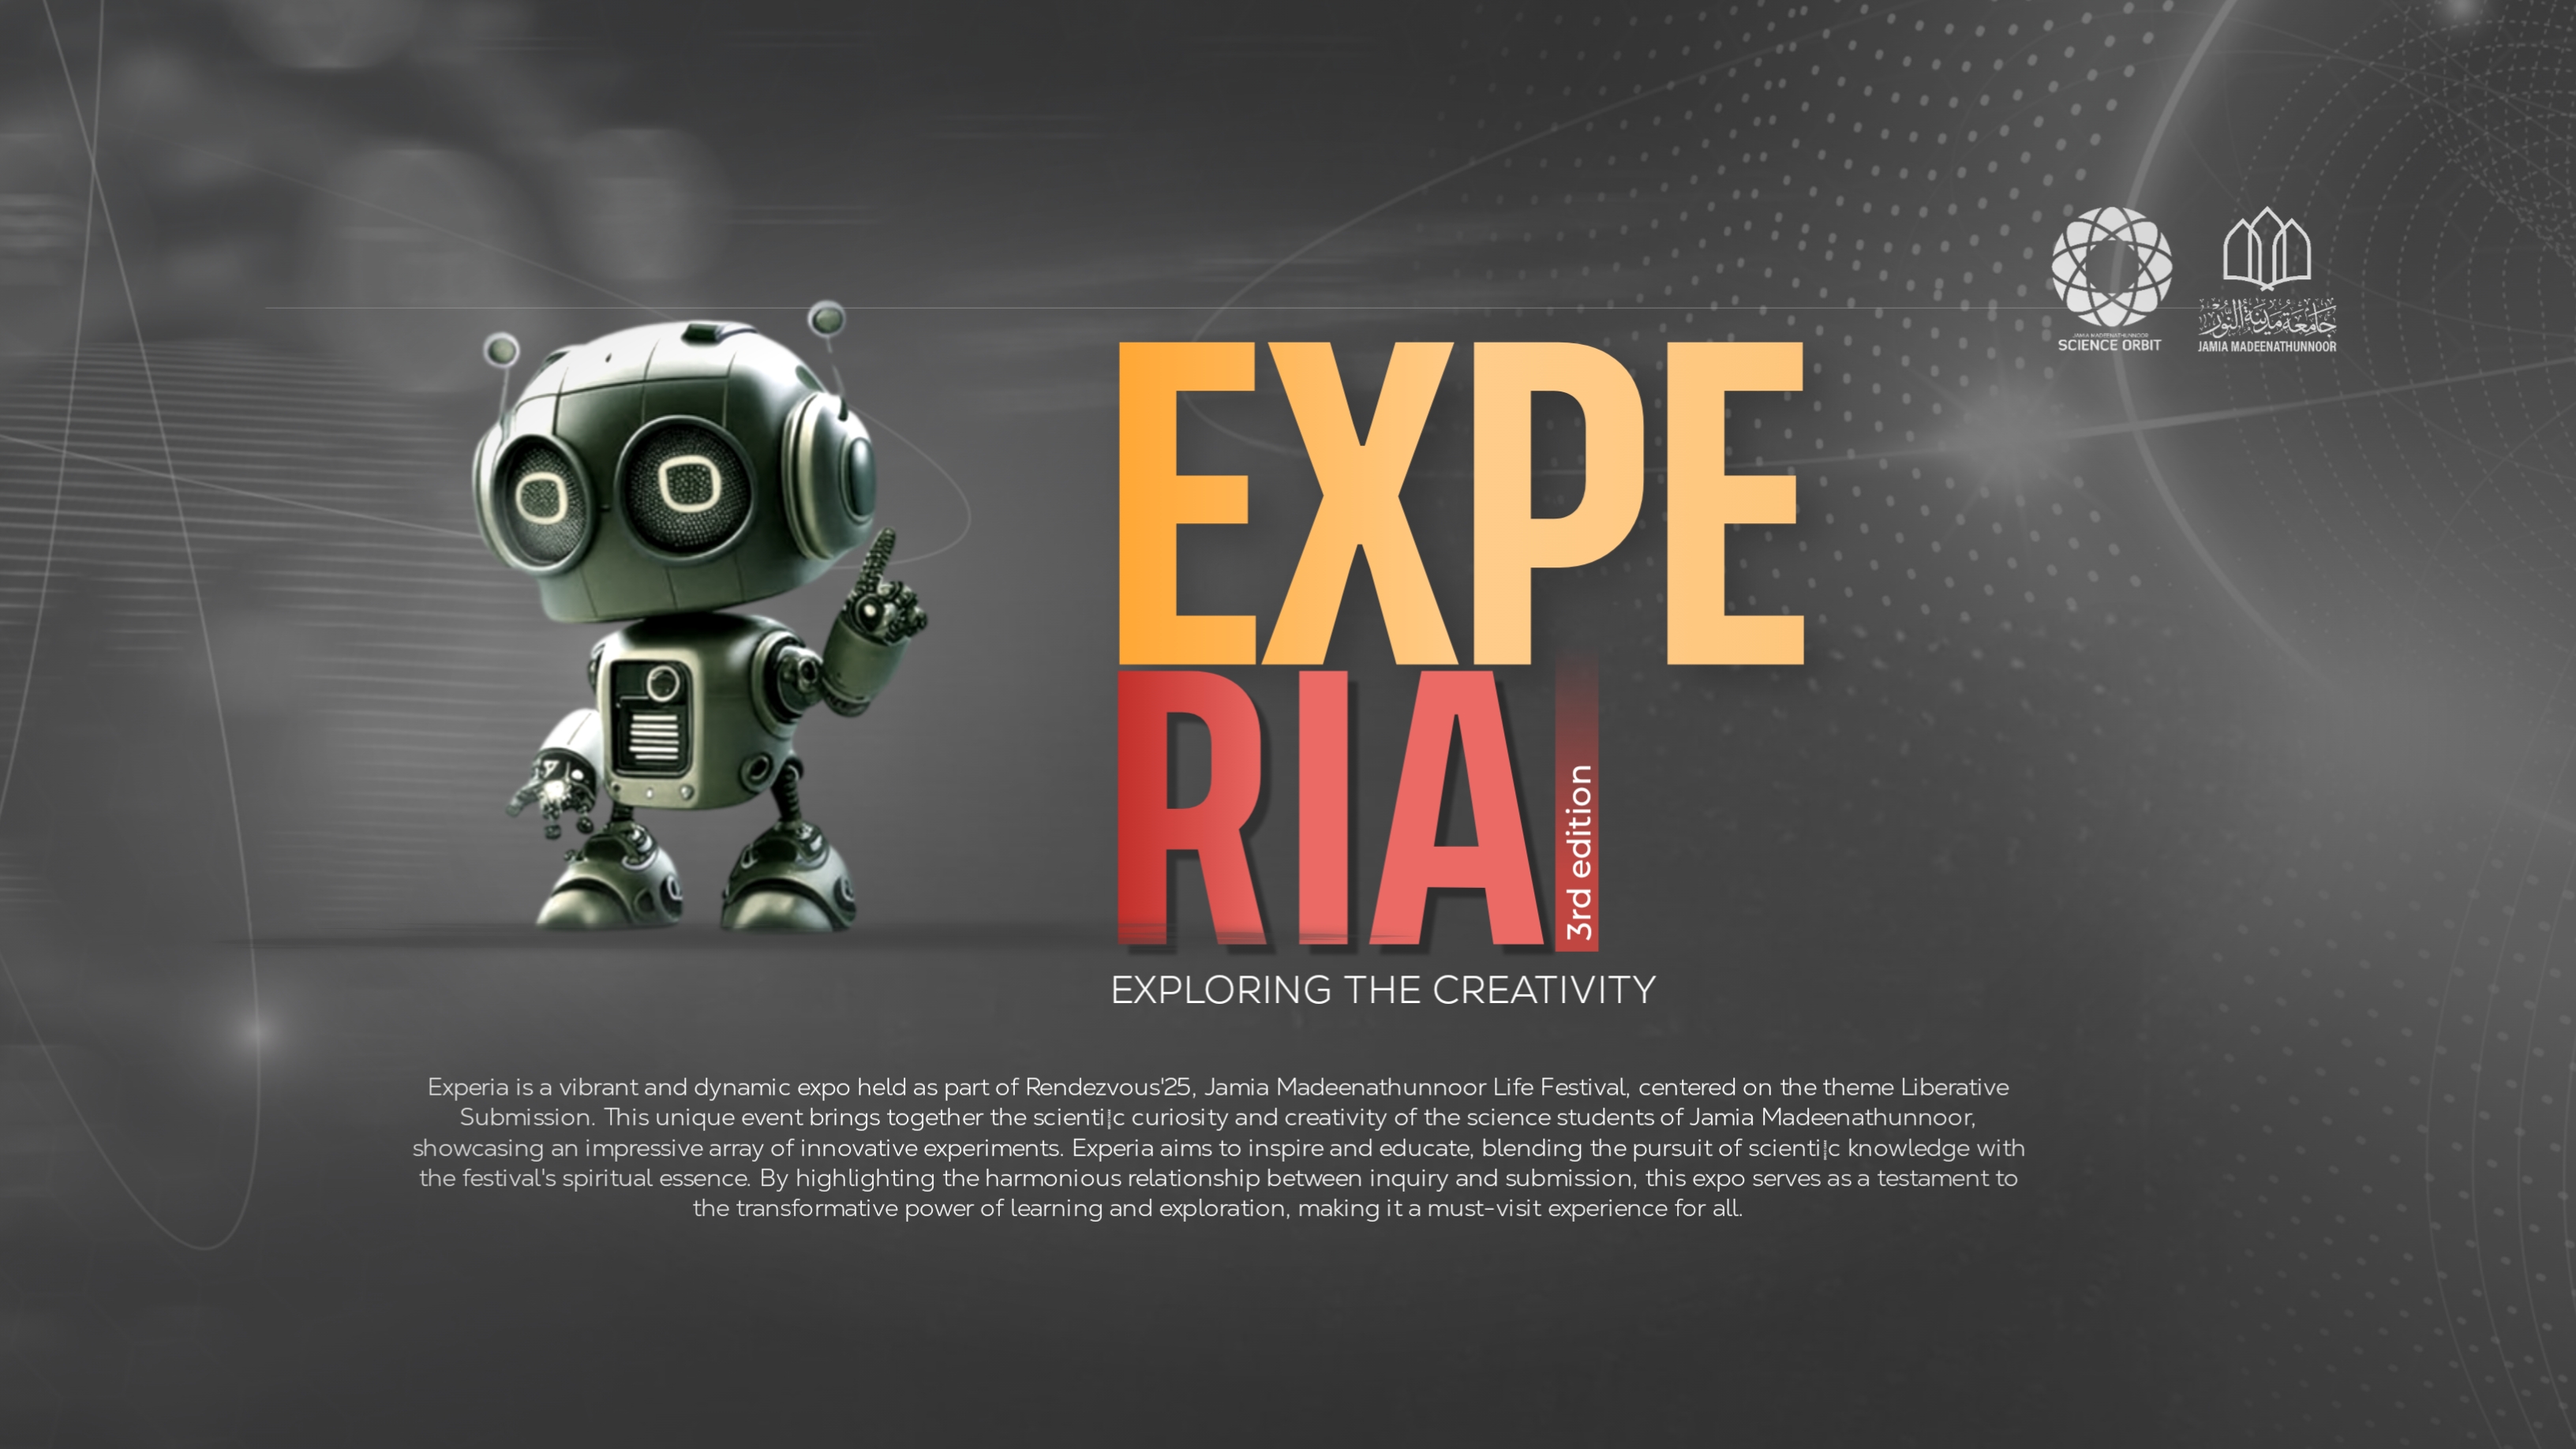 JAMIA MADEENATHUNNOOR
SCIENCE ORBIT
جامعة مدينة النور
JAMIA MADEENATHUNNOOR
EXPE
RIA
3rd edition
EXPLORING THE CREATIVITY
Experia is a vibrant and dynamic expo held as part of Rendezvous'25, Jamia Madeenathunnoor Life Festival, centered on the theme Liberative
Submission. This unique event brings together the scienti¦c curiosity and creativity of the science students of Jamia Madeenathunnoor,
showcasing an impressive array of innovative experiments. Experia aims to inspire and educate, blending the pursuit of scienti¦c knowledge with
the festival's spiritual essence. By highlighting the harmonious relationship between inquiry and submission, this expo serves as a testament to
the transformative power of learning and exploration, making it a must-visit experience for all.